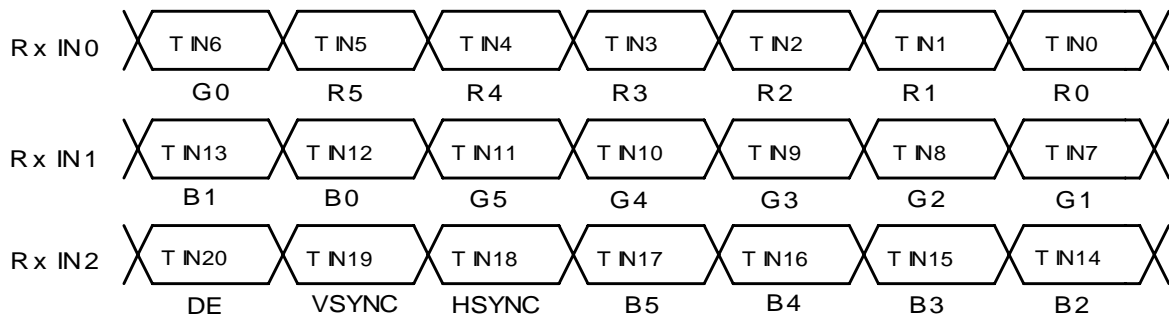 Rx IN0 TIN6 TIN5 TIN4 TIN3 TIN2 TIN1 TIN0
G0 R5 R4 R3 R2 R1 R0
Rx IN1 TIN13 TIN12 TIN11 TIN10 TIN9 TIN8 TIN7
B1 B0 G5 G4 G3 G2 G1
Rx IN2 TIN20 TIN19 TIN18 TIN17 TIN16 TIN15 TIN14
DE VSYNC HSYNC B5 B4 B3 B2